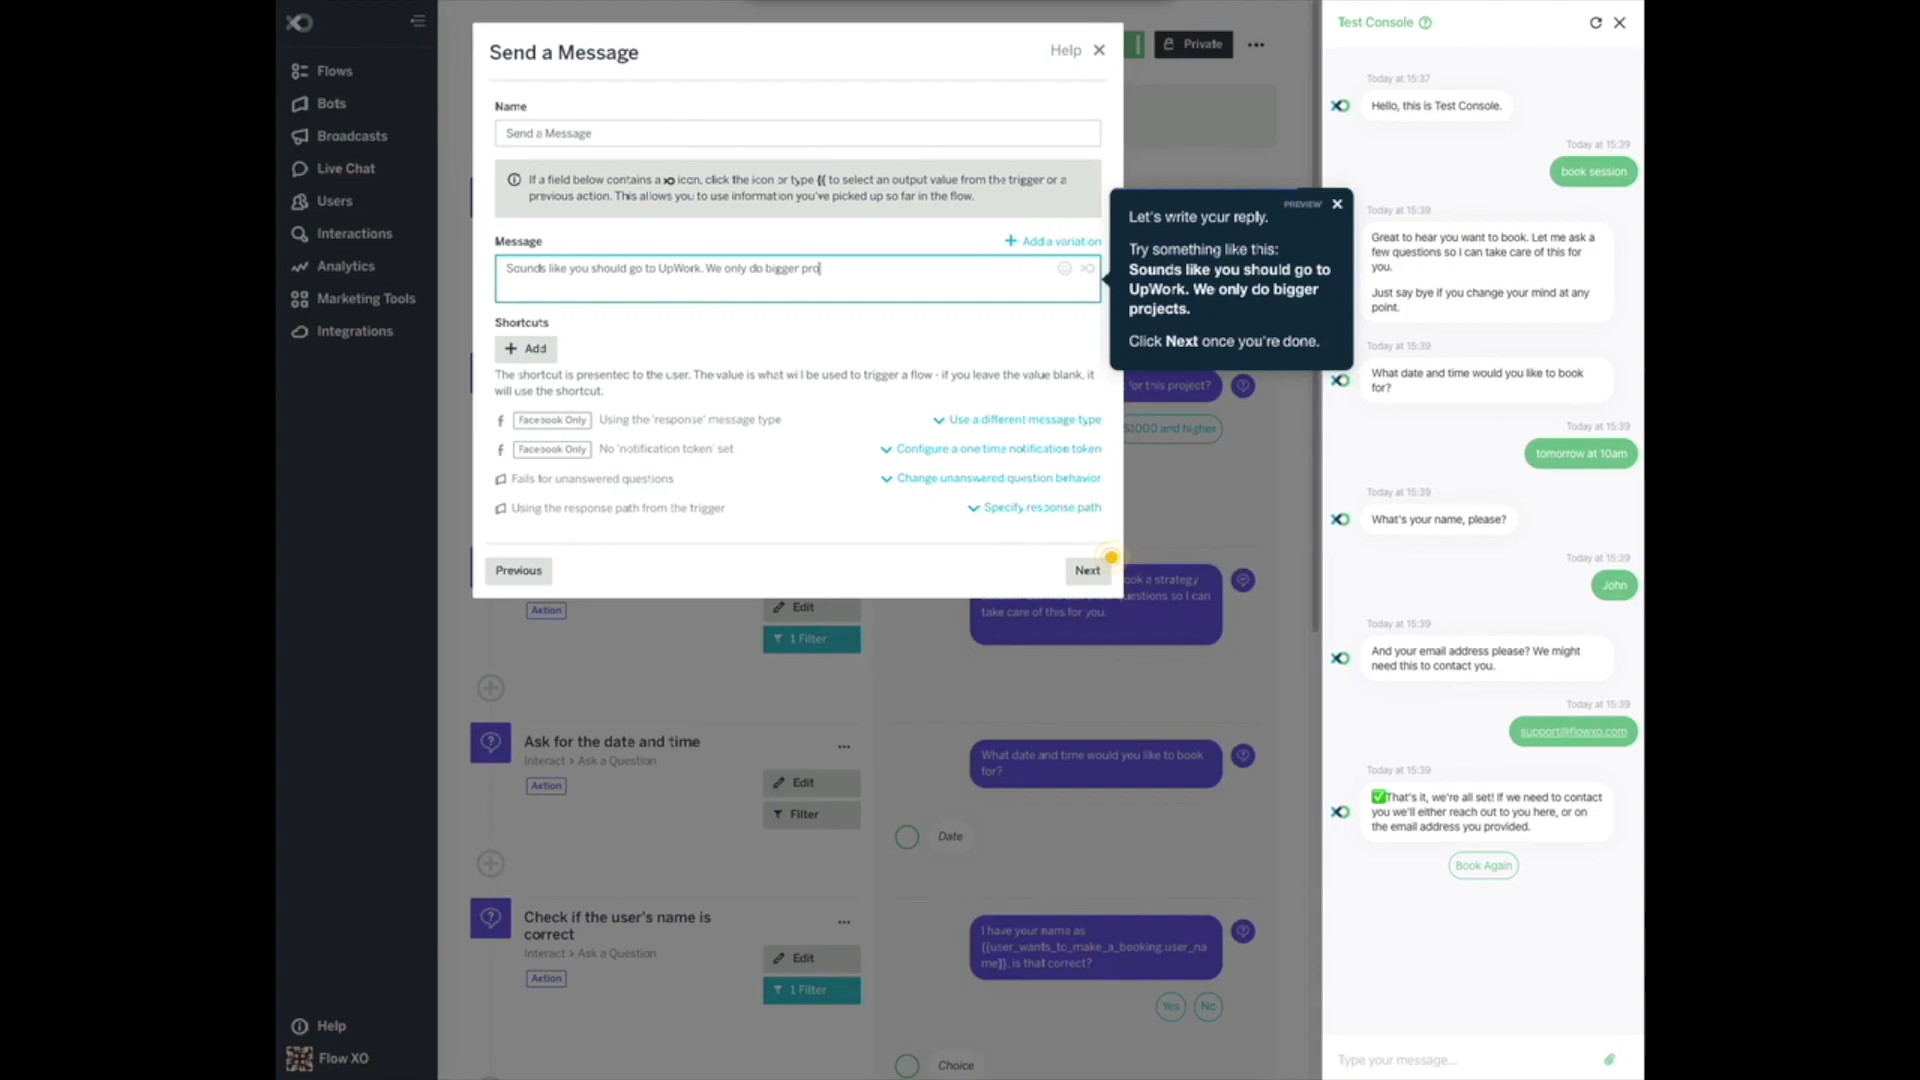 Flows
Bots
Broadcasts
Live Chat
Users
Interactions
Analytics
Marketing Tools
Integrations
Help
Flow XO
Send a Message
Help
Name
Send a Message
If a field below contains a xo icon, click the icon or type {{ to select an output value from the trigger or a
previous action. This allows you to use information you've picked up so far in the flow.
Message
Add a variation
Sounds like you should go to UpWork. We only do bigger pro
Shortcuts
+ Add
The shortcut is presented to the user. The value is what will be used to trigger a flow - if you leave the value blank, it
will use the shortcut.
Facebook Only Using the 'response' message type
Use a different message type
Facebook Only No 'notification token' set
Configure a one time notification token
Fails for unanswered questions
Change unanswered question behavior
Using the response path from the trigger
Specify response path
Previous
Next
Private
PREVIEW
Let's write your reply.
Try something like this:
Sounds like you should go to
UpWork. We only do bigger
projects.
Click Next once you're done.
for this project?
$1000 and higher
ook a strategy
uestions so I can
take care of this for you.
Action
Edit
1 Filter
Ask for the date and time
Interact > Ask a Question
Action
Edit
Filter
What date and time would you like to book
for?
Date
Check if the user's name is
correct
Interact > Ask a Question
Action
Edit
1 Filter
I have your name as
{{user_wants_to_make_a_booking.user_na
me}}, is that correct?
Yes
No
Choice
Test Console
Today at 15:37
Hello, this is Test Console.
Today at 15:39
book session
Today at 15:39
Great to hear you want to book. Let me ask a
few questions so I can take care of this for
you.
Just say bye if you change your mind at any
point.
Today at 15:39
What date and time would you like to book
for?
Today at 15:39
tomorrow at 10am
Today at 15:39
What's your name, please?
Today at 15:39
John
Today at 15:39
And your email address please? We might
need this to contact you.
Today at 15:39
support@flowxo.com
Today at 15:39
✅That's it, we're all set! If we need to contact
you we'll either reach out to you here, or on
the email address you provided.
Book Again
Type your message...